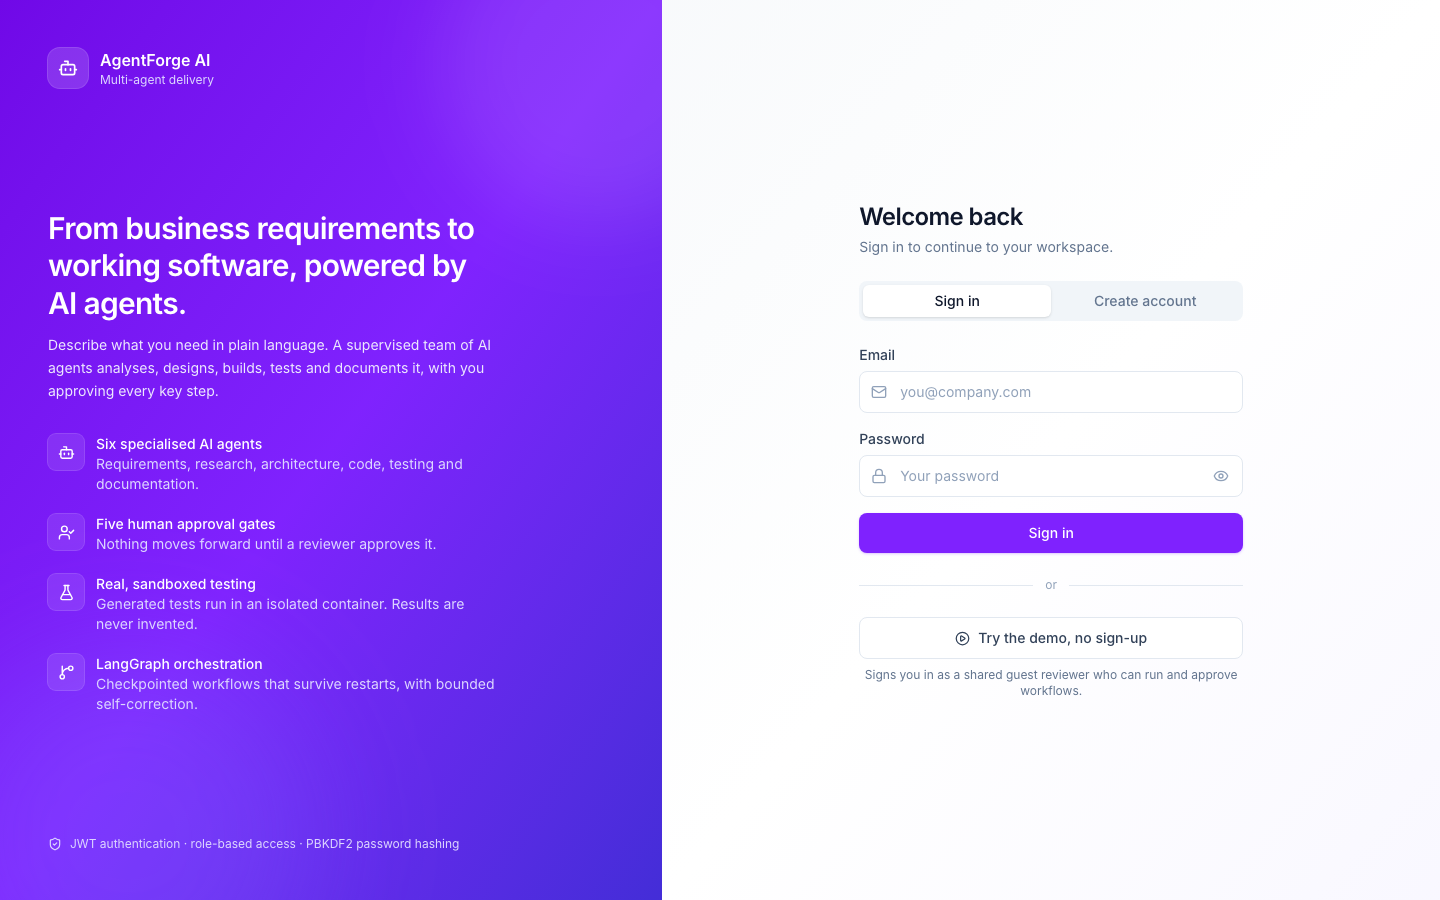 AgentForge AI
Multi-agent delivery
From business requirements to
working software, powered by
AI agents.
Describe what you need in plain language. A supervised team of AI
agents analyses, designs, builds, tests and documents it, with you
approving every key step.
Six specialised AI agents
Requirements, research, architecture, code, testing and
documentation.
Five human approval gates
Nothing moves forward until a reviewer approves it.
Real, sandboxed testing
Generated tests run in an isolated container. Results are
never invented.
LangGraph orchestration
Checkpointed workflows that survive restarts, with bounded
self-correction.
JWT authentication · role-based access · PBKDF2 password hashing
Welcome back
Sign in to continue to your workspace.
Sign in
Create account
Email
you@company.com
Password
Your password
Sign in
or
Try the demo, no sign-up
Signs you in as a shared guest reviewer who can run and approve
workflows.